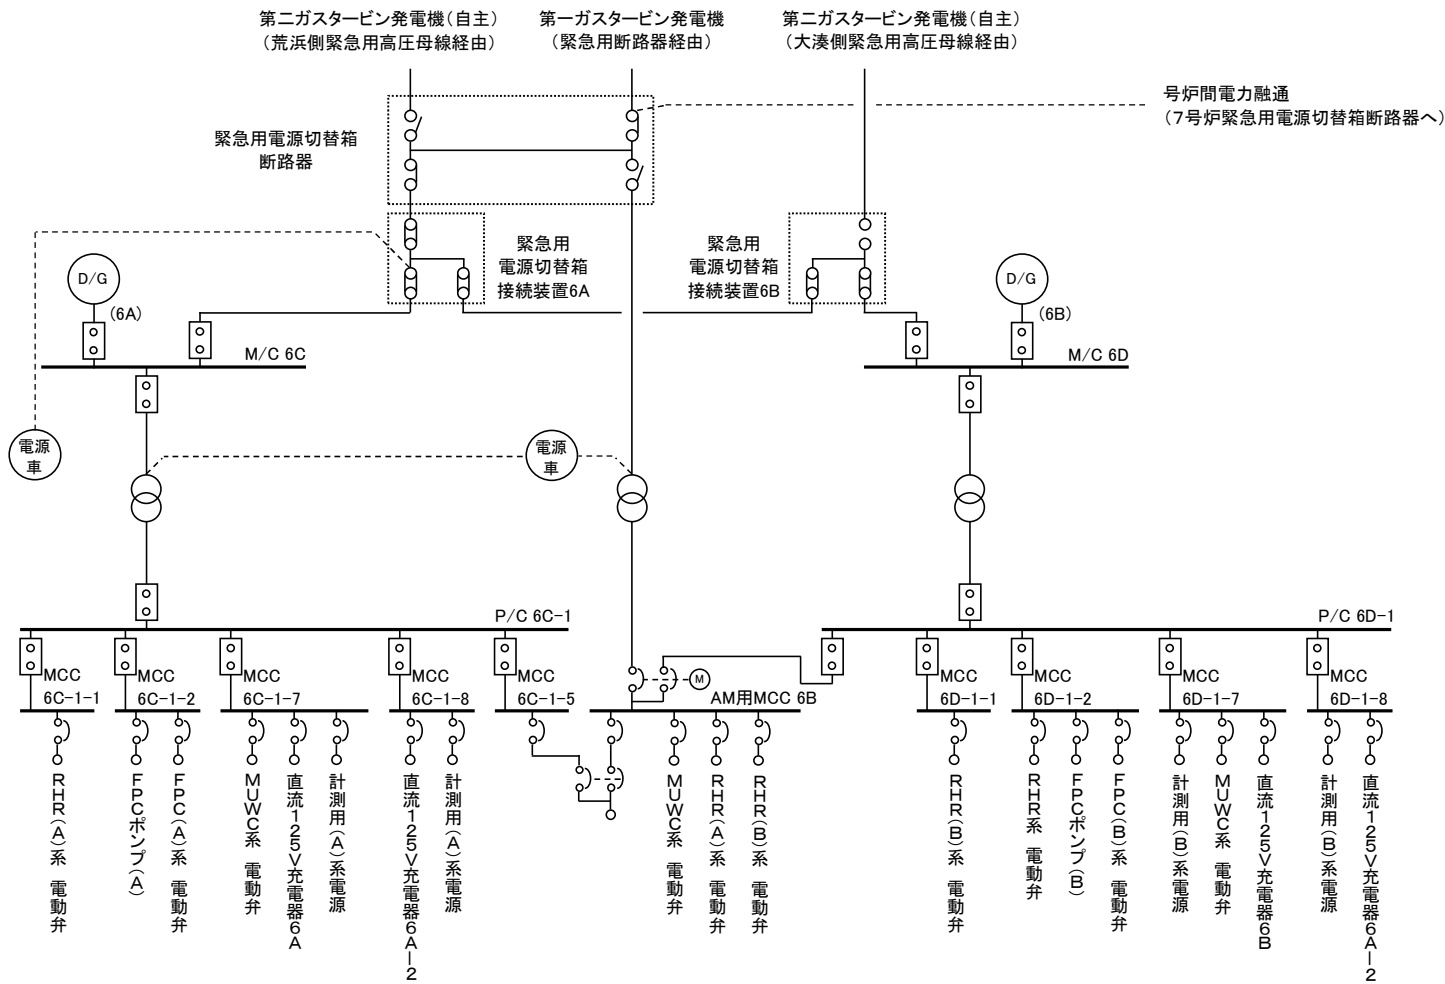 第二ガスタービン発電機(自主)
(荒浜側緊急用高圧母線経由)
第一ガスタービン発電機
(緊急用断路器経由)
第二ガスタービン発電機(自主)
(大湊側緊急用高圧母線経由)
号炉間電力融通
(7号炉緊急用電源切替箱断路器へ)
緊急用電源切替箱
断路器
緊急用
電源切替箱
接続装置6A
緊急用
電源切替箱
接続装置6B
D/G
(6A)
D/G
(6B)
M/C 6C
M/C 6D
電源
車
電源
車
P/C 6C-1
P/C 6D-1
MCC
6C-1-1
MCC
6C-1-2
MCC
6C-1-7
MCC
6C-1-8
MCC
6C-1-5
M
AM用MCC 6B
MCC
6D-1-1
MCC
6D-1-2
MCC
6D-1-7
MCC
6D-1-8
RHR(A)系 電動弁
FPCポンプ(A)
FPC(A)系 電動弁
MUWC系 電動弁
直流125V充電器6A
計測用(A)系電源
直流125V充電器6A-2
計測用(A)系電源
MUWC系 電動弁
RHR(A)系 電動弁
RHR(B)系 電動弁
RHR(B)系 電動弁
RHR系 電動弁
FPCポンプ(B)
FPC(B)系 電動弁
計測用(B)系電源
MUWC系 電動弁
直流125V充電器6B
計測用(B)系電源
直流125V充電器6A-2